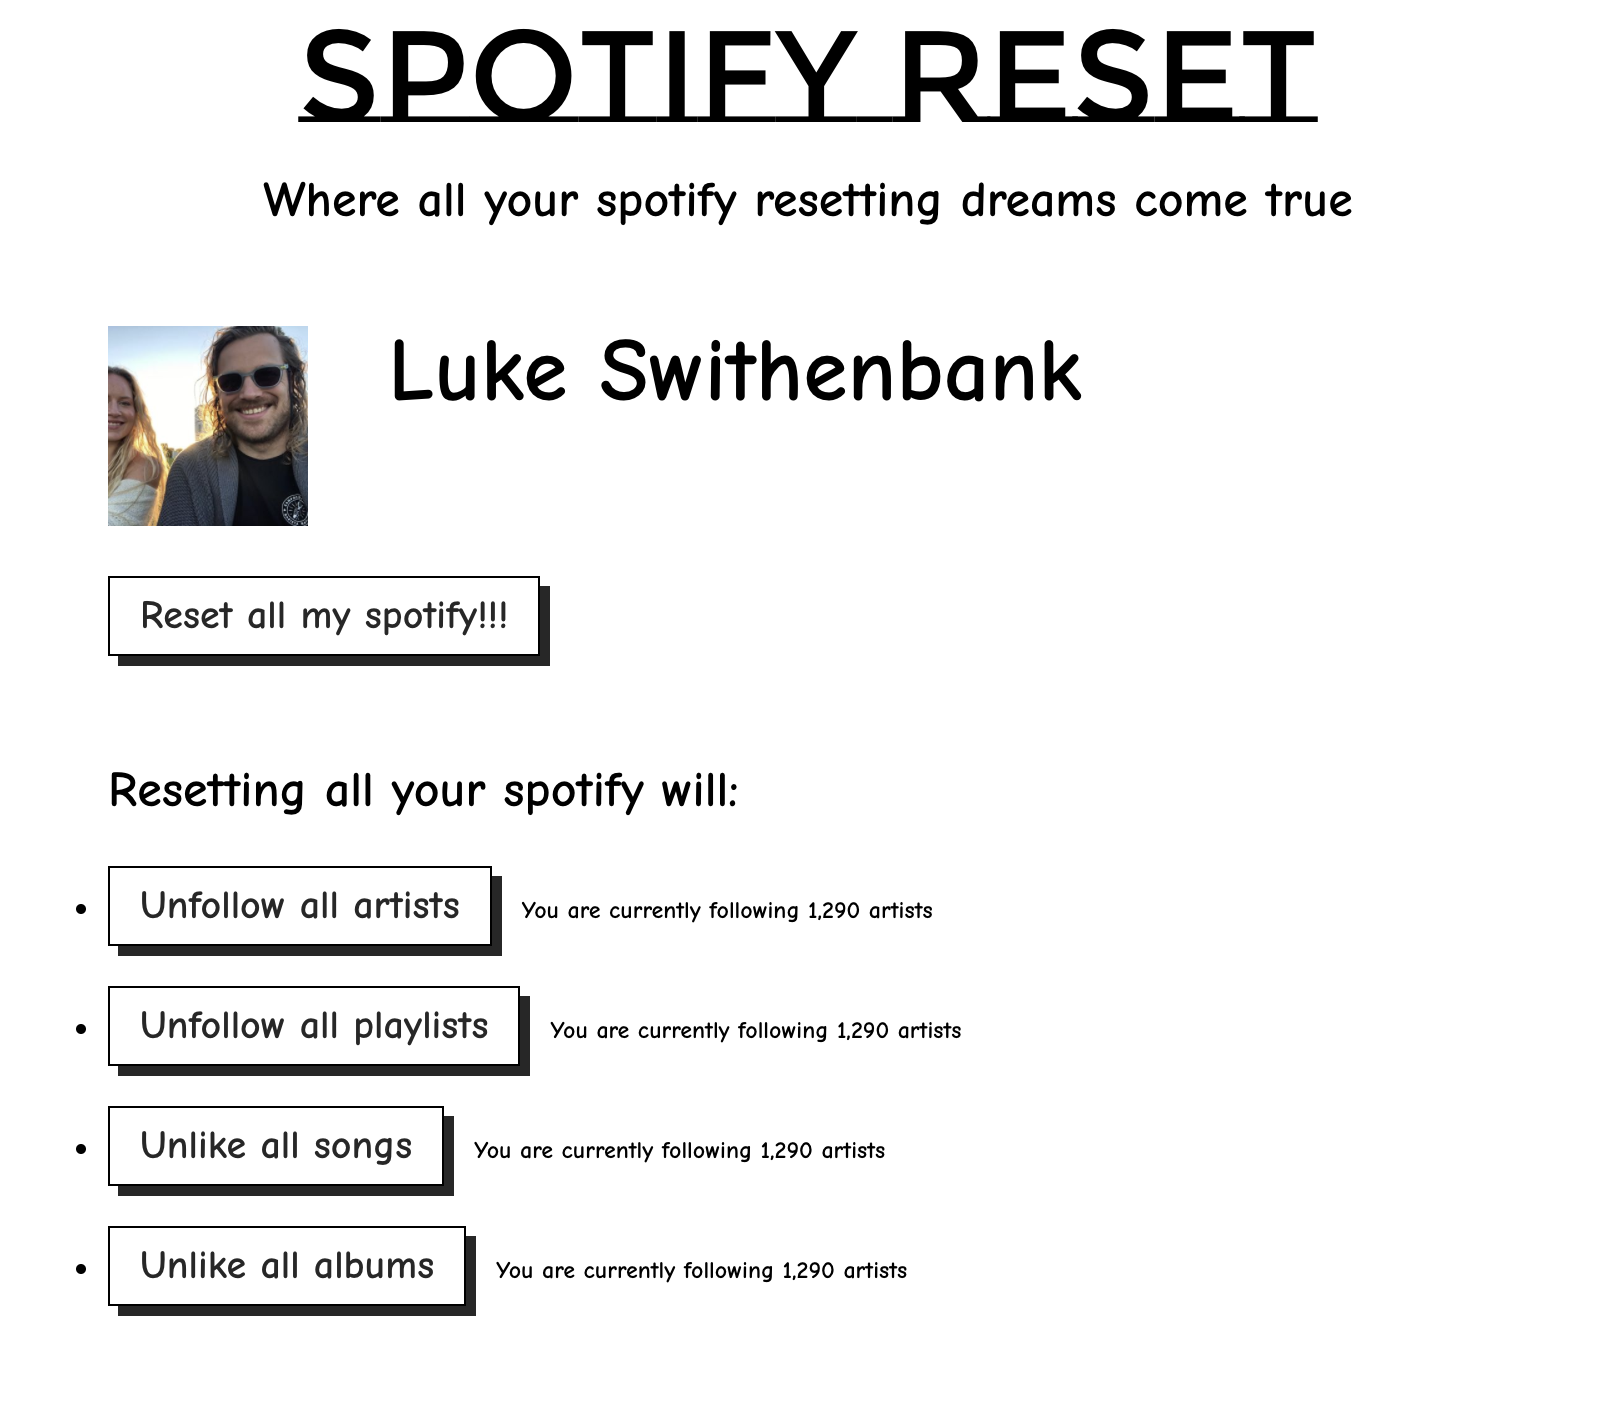 SPOTIFY RESET
Where all your spotify resetting dreams come true
Luke Swithenbank
Reset all my spotify!!!
Resetting all your spotify will:
Unfollow all artists You are currently following 1,290 artists
Unfollow all playlists You are currently following 1,290 artists
Unlike all songs You are currently following 1,290 artists
Unlike all albums You are currently following 1,290 artists